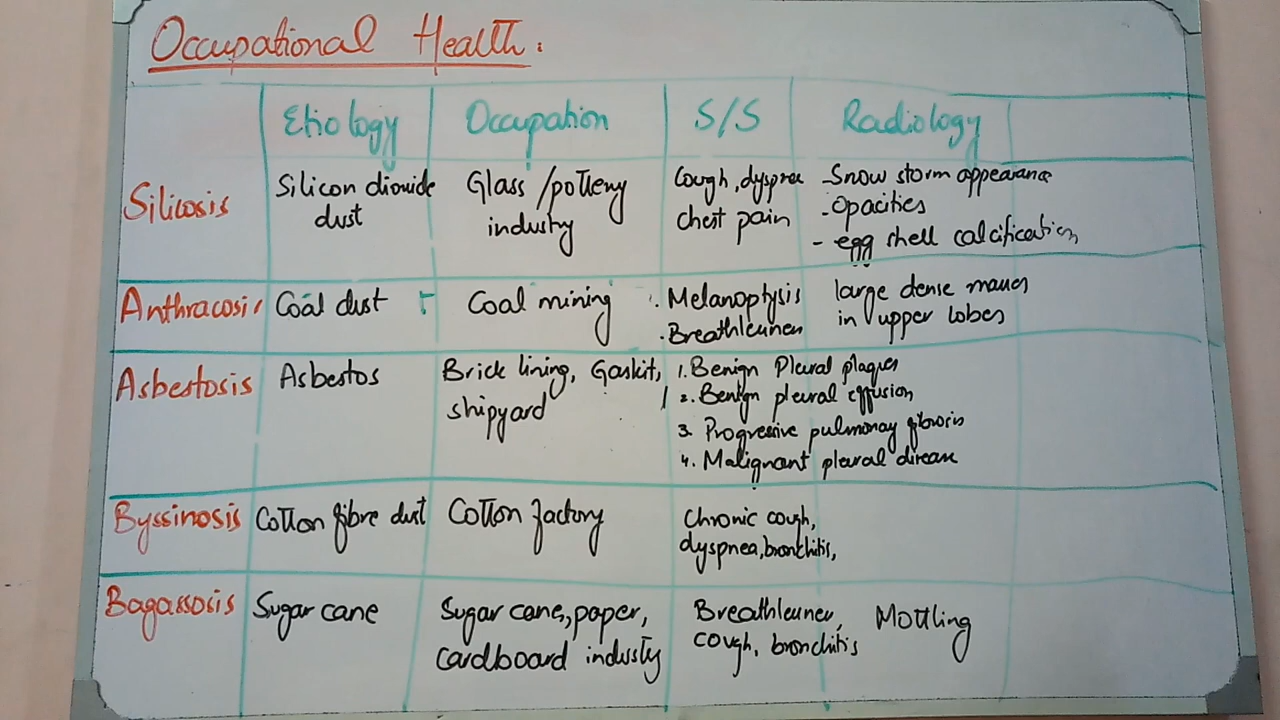 Occupational Health:
Etiology Occupation S/S Radiology
Silicosis
Silicon dioxide
dust
Glass/pottery
industry
Cough, dyspnea
chest pain
- Snow storm appearance
- Opacities
- egg shell calcification
Anthracosis
Coal dust
Coal mining
. Melanoptysis
. Breathlessness
large dense masses
in upper lobes
Asbestosis
Asbestos
Brick lining, Gaskit,
shipyard
1. Benign Pleural plaques
2. Benign pleural effusion
3. Progressive pulmonary fibrosis
4. Malignant pleural disease
Byssinosis
Cotton fibre dust
Cotton factory
Chronic cough,
dyspnea, bronchitis,
Bagassosis
Sugar cane
Sugar cane, paper,
cardboard industry
Breathlessness,
cough, bronchitis
Mottling